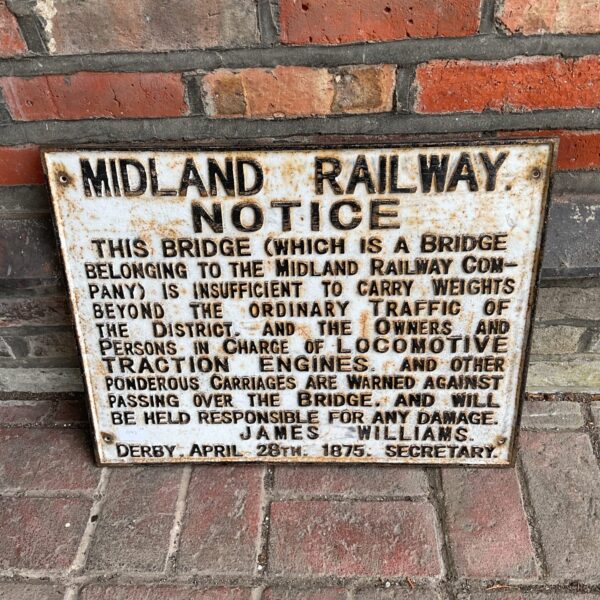 MIDLAND RAILWAY.
NOTICE
THIS BRIDGE (WHICH IS A BRIDGE
BELONGING TO THE MIDLAND RAILWAY COM-
PANY) IS INSUFFICIENT TO CARRY WEIGHTS
BEYOND THE ORDINARY TRAFFIC OF
THE DISTRICT. AND THE OWNERS AND
PERSONS IN CHARGE OF LOCOMOTIVE
TRACTION ENGINES. AND OTHER
PONDEROUS CARRIAGES ARE WARNED AGAINST
PASSING OVER THE BRIDGE. AND WILL
BE HELD RESPONSIBLE FOR ANY DAMAGE.
JAMES WILLIAMS.
DERBY. APRIL 28TH. 1875. SECRETARY.